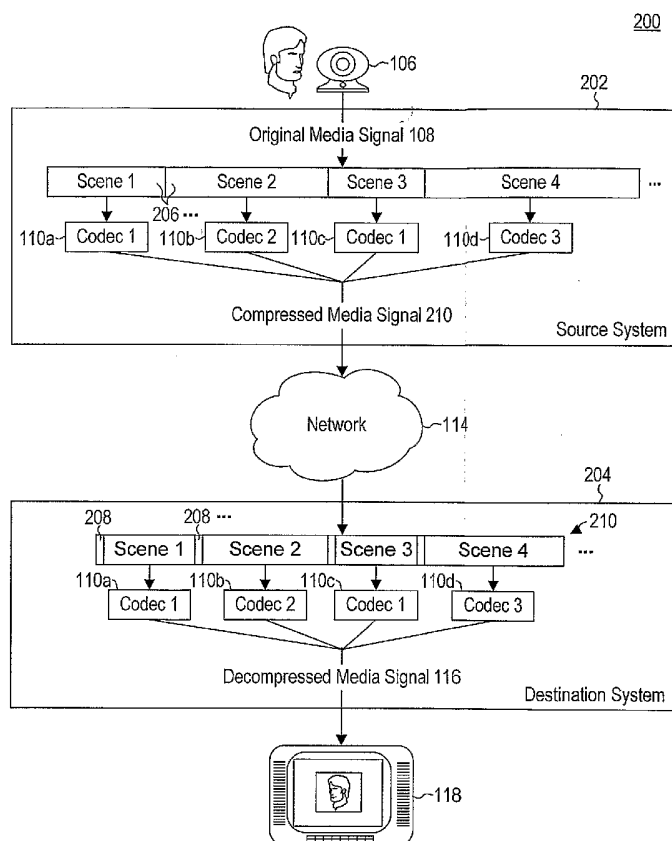 200
106
202
Original Media Signal 108
Scene 1 Scene 2 Scene 3 Scene 4 ...
206 ...
110a Codec 1 110b Codec 2 110c Codec 1 110d Codec 3
Compressed Media Signal 210
Source System
Network
114
204
208 208 ... 210
Scene 1 Scene 2 Scene 3 Scene 4 ...
110a 110b 110c 110d
Codec 1 Codec 2 Codec 1 Codec 3
Decompressed Media Signal 116
Destination System
118